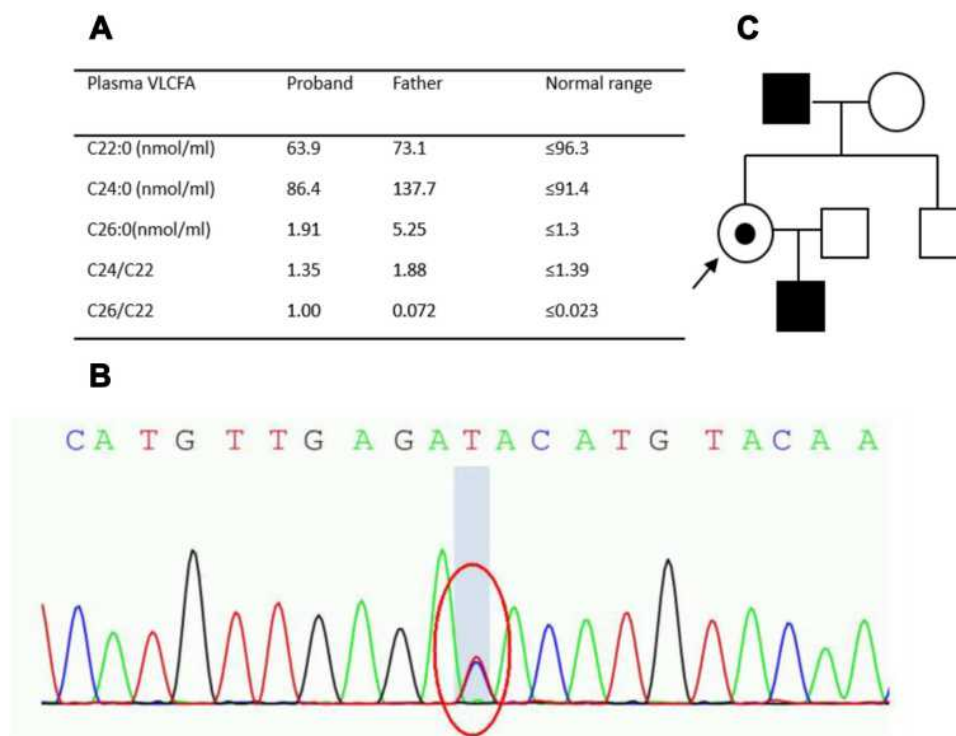 A
C
Plasma VLCFA Proband Father Normal range
C22:0 (nmol/ml) 63.9 73.1 ≤96.3
C24:0 (nmol/ml) 86.4 137.7 ≤91.4
C26:0(nmol/ml) 1.91 5.25 ≤1.3
C24/C22 1.35 1.88 ≤1.39
C26/C22 1.00 0.072 ≤0.023
B
C A T G T T G A G A T A C A T G T A C A A